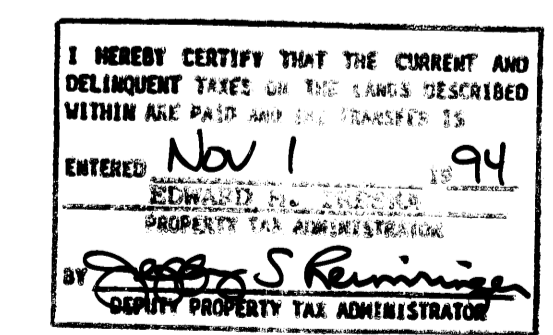 I HEREBY CERTIFY THAT THE CURRENT AND
DELINQUENT TAXES ON THE LANDS DESCRIBED
WITHIN ARE PAID AND THE TRANSFER IS
ENTERED Nov 1 19 94
EDWARD H.
PROPERTY TAX ADMINISTRATOR
BY S
DEPUTY PROPERTY TAX ADMINISTRATOR